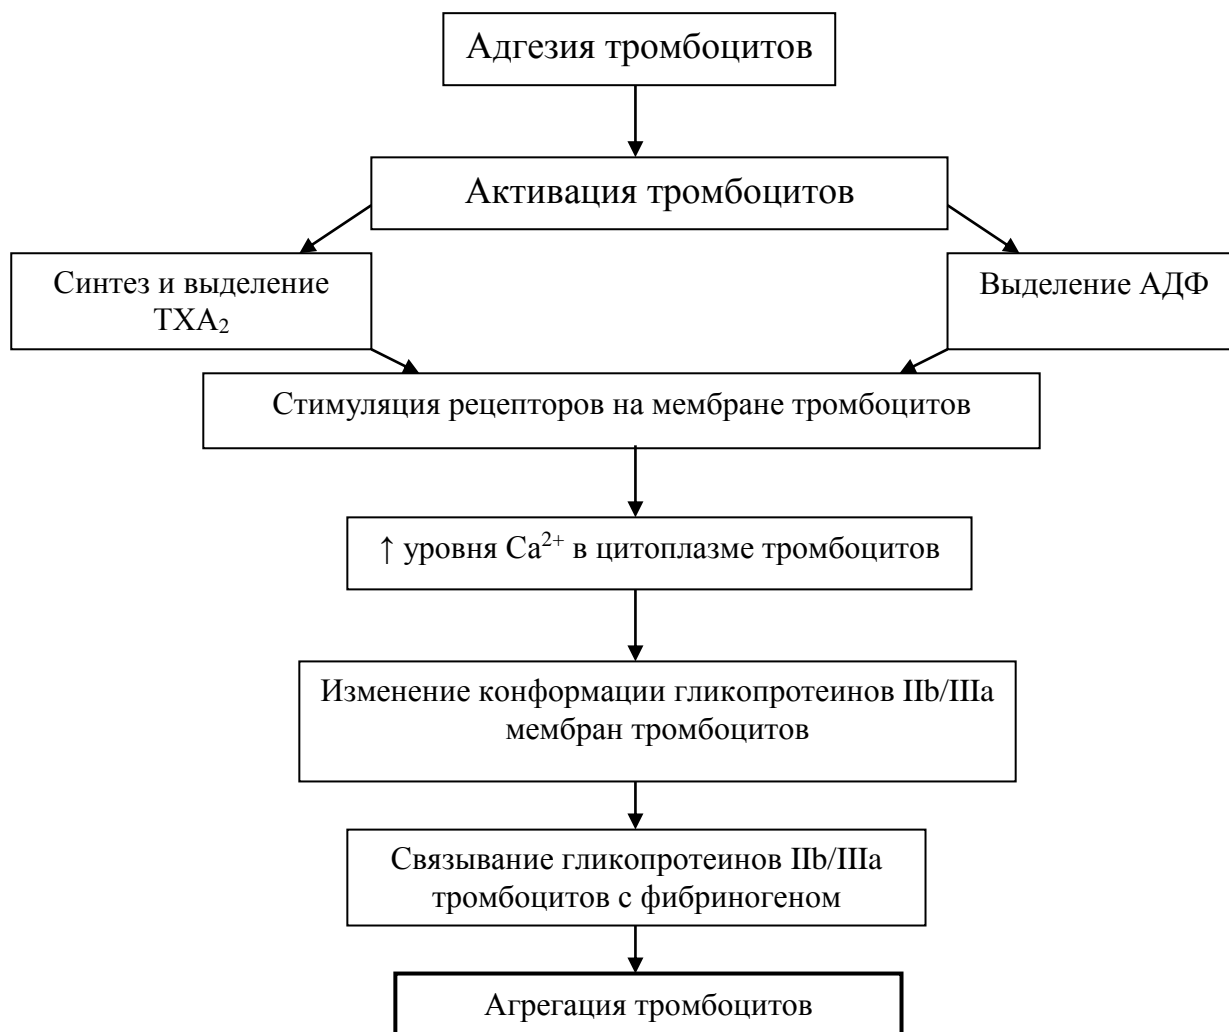 Адгезия тромбоцитов
Активация тромбоцитов
Синтез и выделение
ТХА₂
Выделение АДФ
Стимуляция рецепторов на мембране тромбоцитов
↑ уровня Ca²⁺ в цитоплазме тромбоцитов
Изменение конформации гликопротеинов IIb/IIIa
мембран тромбоцитов
Связывание гликопротеинов IIb/IIIa
тромбоцитов с фибриногеном
Агрегация тромбоцитов